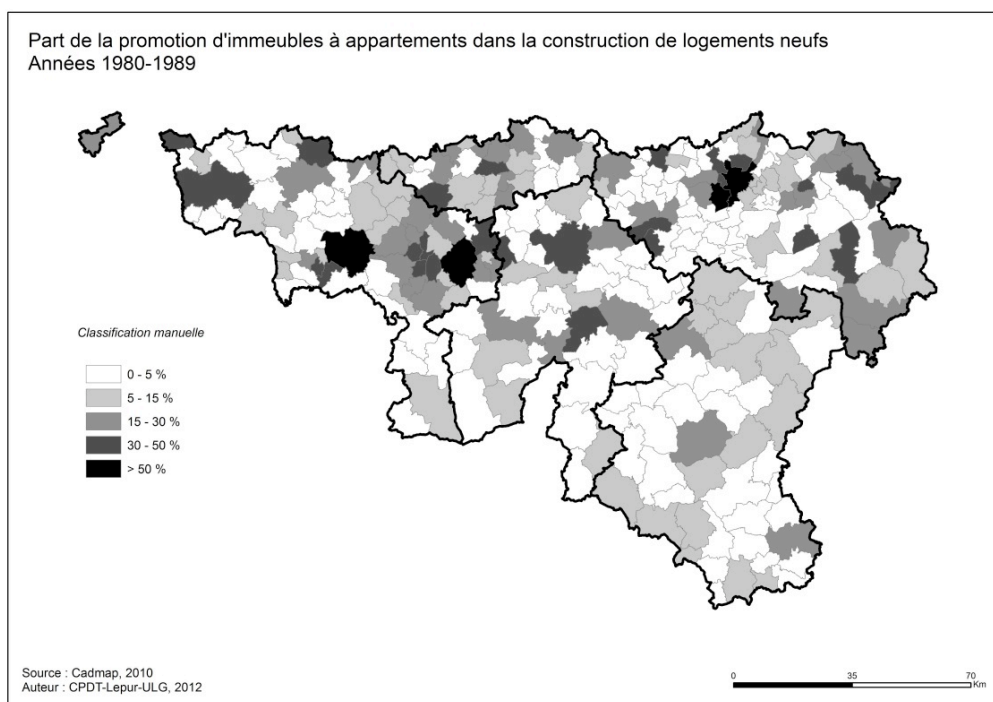 Part de la promotion d'immeubles à appartements dans la construction de logements neufs
Années 1980-1989
Classification manuelle
0 - 5 %
5 - 15 %
15 - 30 %
30 - 50 %
> 50 %
Source : Cadmap, 2010
Auteur : CPDT-Lepur-ULG, 2012
0 35 70
Km